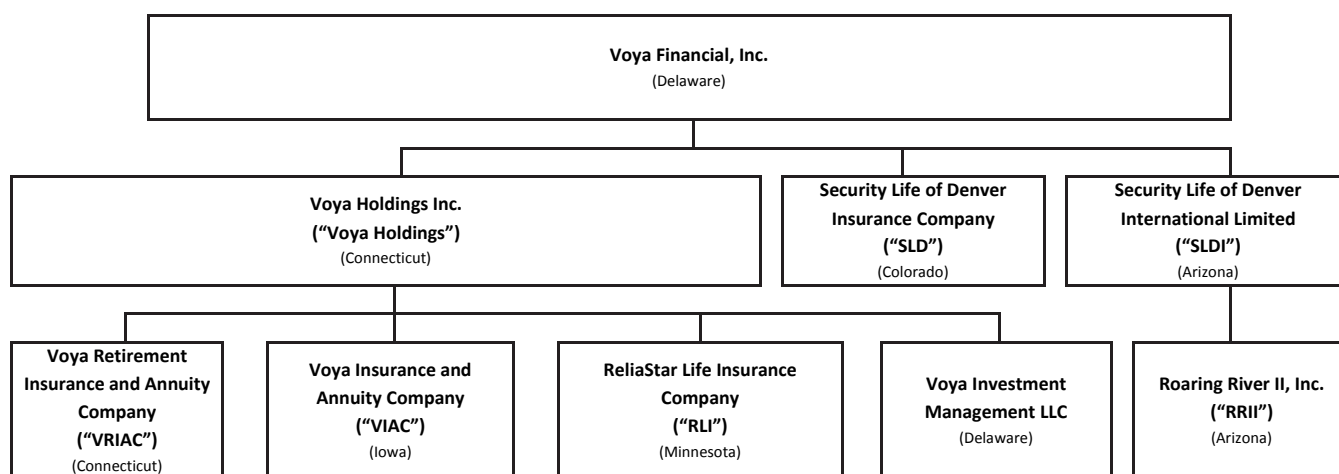 Voya Financial, Inc.
(Delaware)
Voya Holdings Inc.
(“Voya Holdings”)
(Connecticut)
Security Life of Denver
Insurance Company
(“SLD”)
(Colorado)
Security Life of Denver
International Limited
(“SLDI”)
(Arizona)
Voya Retirement
Insurance and Annuity
Company
(“VRIAC”)
(Connecticut)
Voya Insurance and
Annuity Company
(“VIAC”)
(Iowa)
ReliaStar Life Insurance
Company
(“RLI”)
(Minnesota)
Voya Investment
Management LLC
(Delaware)
Roaring River II, Inc.
(“RRII”)
(Arizona)